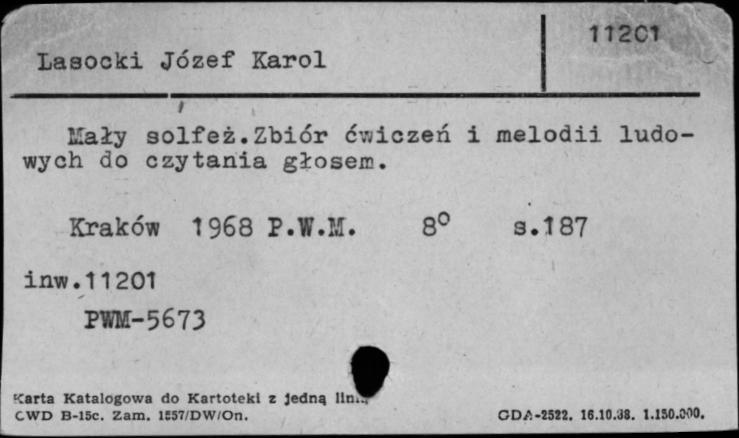 11201
Lasocki Józef Karol
Mały solfeż.Zbiór ćwiczeń i melodii ludo-
wych do czytania głosem.
Kraków 1968 P.W.M. 8º s.187
inw.11201
PWM-5673
Karta Katalogowa do Kartoteki z jedną
CWD B-15c. Zam. 1557/DW/On.
GDA-2522. 16.10.38. 1.150.000.